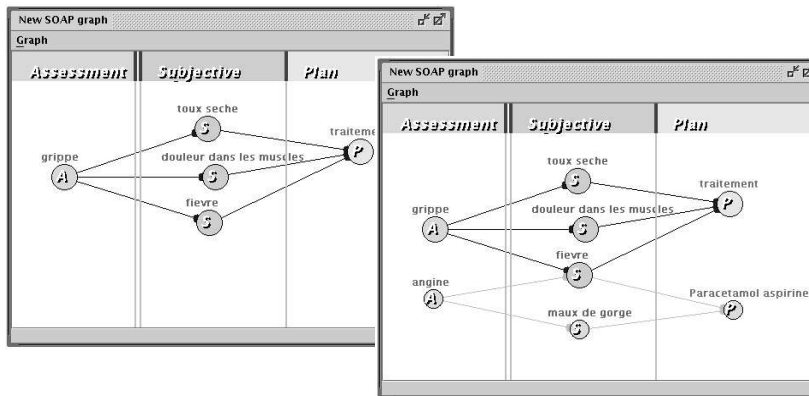 New SOAP graph
Graph
Assessment Subjective Plan
toux seche
S
traiteme
P
grippe
A
douleur dans les muscles
S
fievre
S
New SOAP graph
Graph
Assessment Subjective Plan
toux seche
S
traitement
P
grippe
A
douleur dans les muscles
S
fievre
S
angine
A
Paracetamol aspirine
P
maux de gorge
S